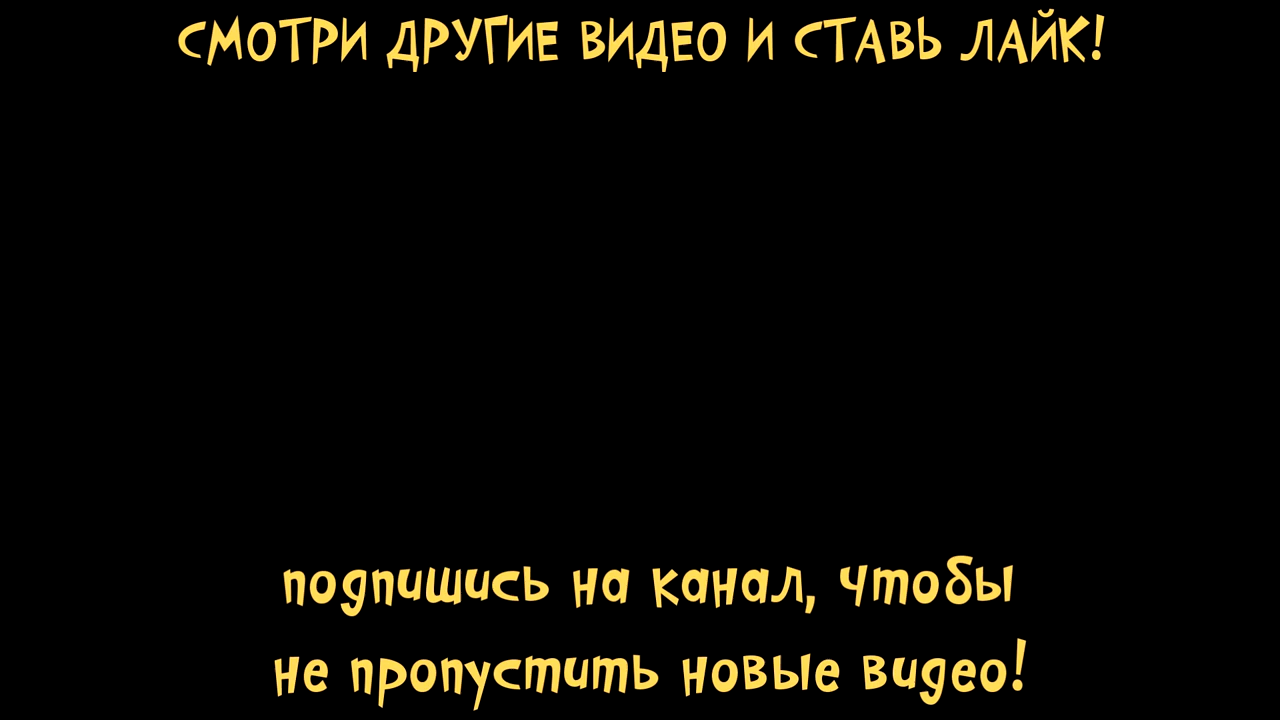 СМОТРИ ДРУГИЕ ВИДЕО И СТАВЬ ЛАЙК!
подпишись на канал, чтобы
не пропустить новые видео!